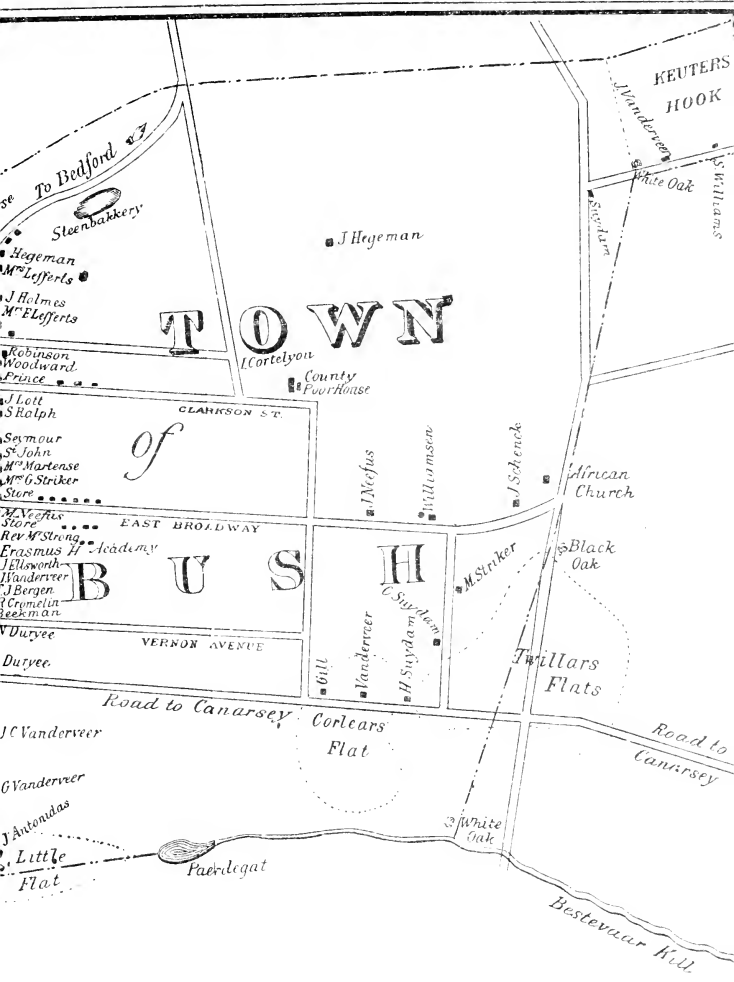 KEUTERS
HOOK
J Vanderveer
White Oak
S. Williams
Suydam
To Bedford
Steenbakkery
Hegeman
Mrs Lefferts
J Hegeman
J Holmes
Mrs E Lefferts
TOWN
Robinson
Woodward
Prince
I. Cortelyou
County
Poor House
J Lott
S Ralph
CLARKSON ST.
of
Seymour
St John
Mrs Martense
Mrs G. Striker
Store
J Neefus
Williamsen
J Schenck
African
Church
M. Neefus
Store
EAST BROADWAY
Rev Mr Strong
Erasmus H Academy
J Ellsworth
J. Vanderveer
J Bergen
R Cromelin
Beekman
BUSH
C Suydam
M. Striker
Black
Oak
Duryee
VERNON AVENUE
Duryee
Gill
Vanderveer
H Suydam
Twillars
Flats
Road to Canarsey
Corlears
Flat
Road to
Canarsey
J C Vanderveer
G Vanderveer
J Antonidas
White
Oak
Little
Flat
Paerdegat
Bestevaar Kill.